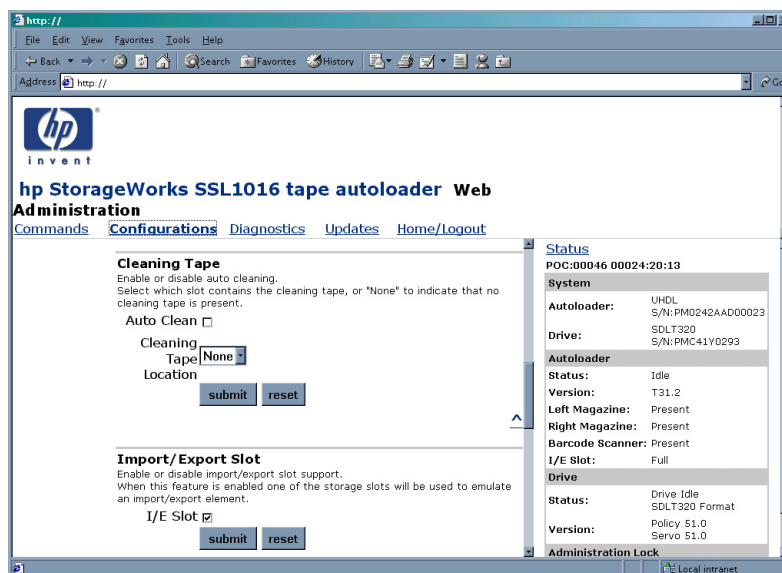 http://
File Edit View Favorites Tools Help
Back Search Favorites History
Address http://
hp
invent
hp StorageWorks SSL1016 tape autoloader Web
Administration
Commands Configurations Diagnostics Updates Home/Logout
Cleaning Tape
Enable or disable auto cleaning.
Select which slot contains the cleaning tape, or "None" to indicate that no
cleaning tape is present.
Auto Clean
Cleaning
Tape None
Location
submit reset
^
Import/Export Slot
Enable or disable import/export slot support.
When this feature is enabled one of the storage slots will be used to emulate
an import/export element.
I/E Slot
submit reset
Status
POC:00046 00024:20:13
System
Autoloader: UHDL
S/N:PM0242AAD00023
Drive: SDLT320
S/N:PMC41Y0293
Autoloader
Status: Idle
Version: T31.2
Left Magazine: Present
Right Magazine: Present
Barcode Scanner: Present
I/E Slot: Full
Drive
Status: Drive Idle
SDLT320 Format
Version: Policy 51.0
Servo 51.0
Administration Lock
Local intranet